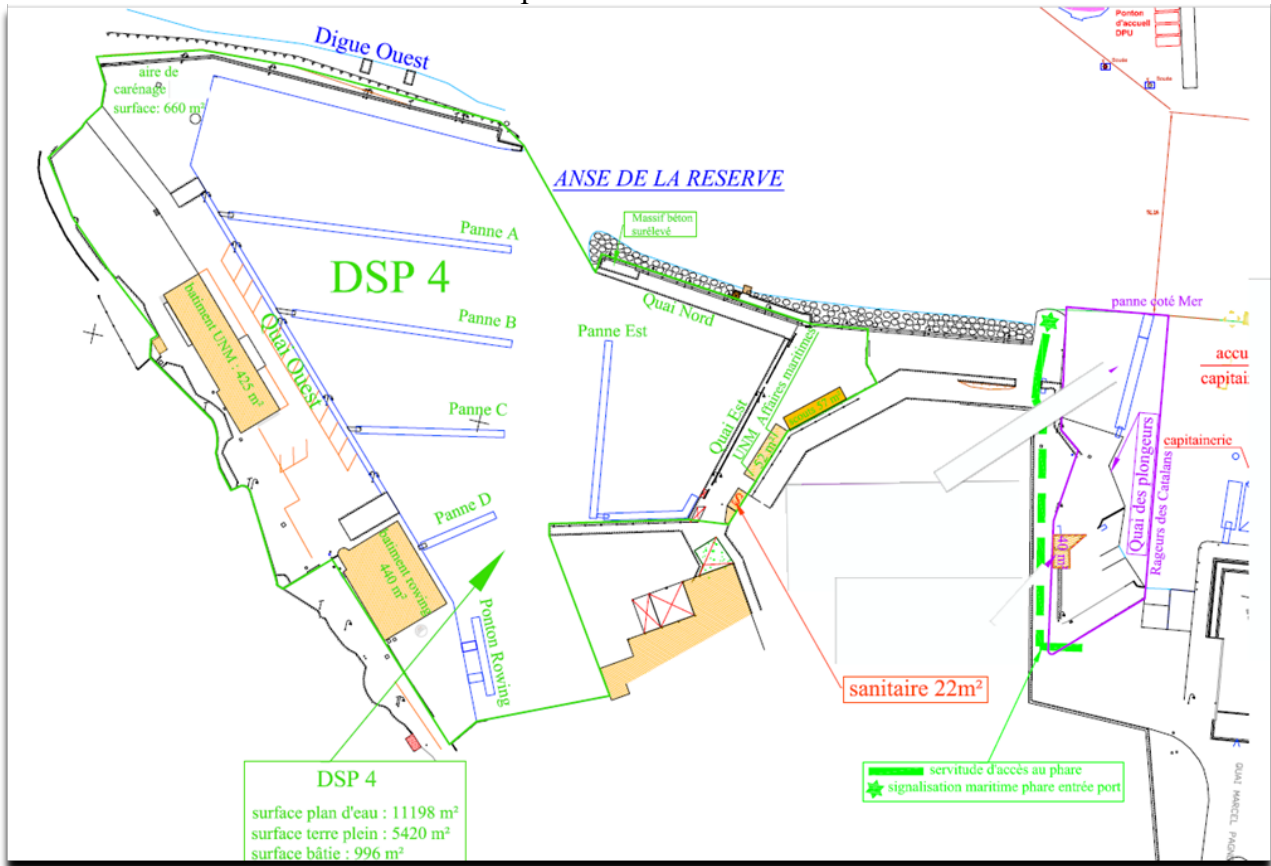 Digue Ouest
Ponton
d'accueil
DPU
Soute
Soute
aire de
carénage
surface: 660 m²
ANSE DE LA RESERVE
Panne A
Massif béton
surélevé
DSP 4
Quai Nord
panne coté Mer
batiment UNM : 425 m²
Quai Ouest
Panne B
Panne Est
UNM Affaires maritimes
accu
capitai
Panne C
Quai Est
52 m²
Quai des plongeurs
Rageurs des Catalans
capitainerie
Panne D
batiment rowing
440 m²
40 m
Ponton Rowing
sanitaire 22m²
DSP 4
surface plan d'eau : 11198 m²
surface terre plein : 5420 m²
surface bâtie : 996 m²
servitude d'accès au phare
signalisation maritime phare entrée port
QUAI MARCEL PAGN